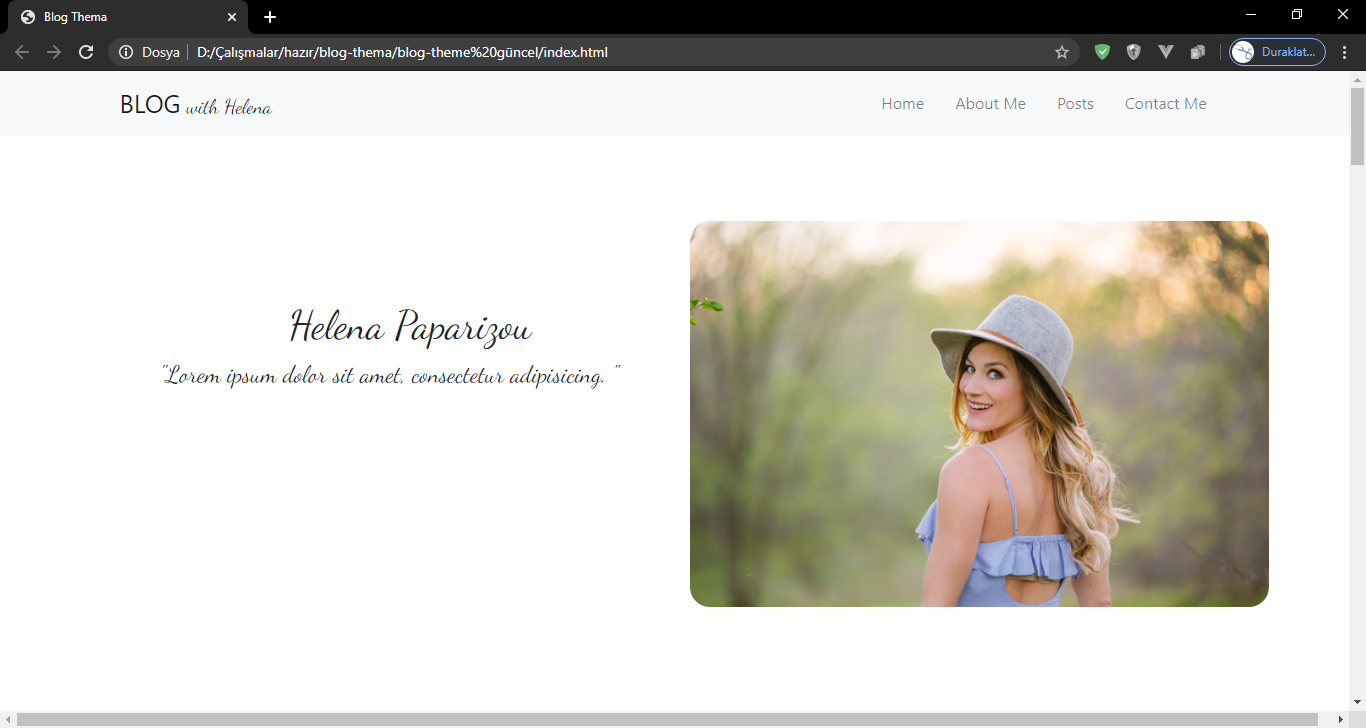 Blog Thema
Dosya D:/Çalışmalar/hazır/blog-thema/blog-theme%20güncel/index.html Duraklat...
BLOG with Helena Home About Me Posts Contact Me
Helena Paparizou
"Lorem ipsum dolor sit amet, consectetur adipisicing. "